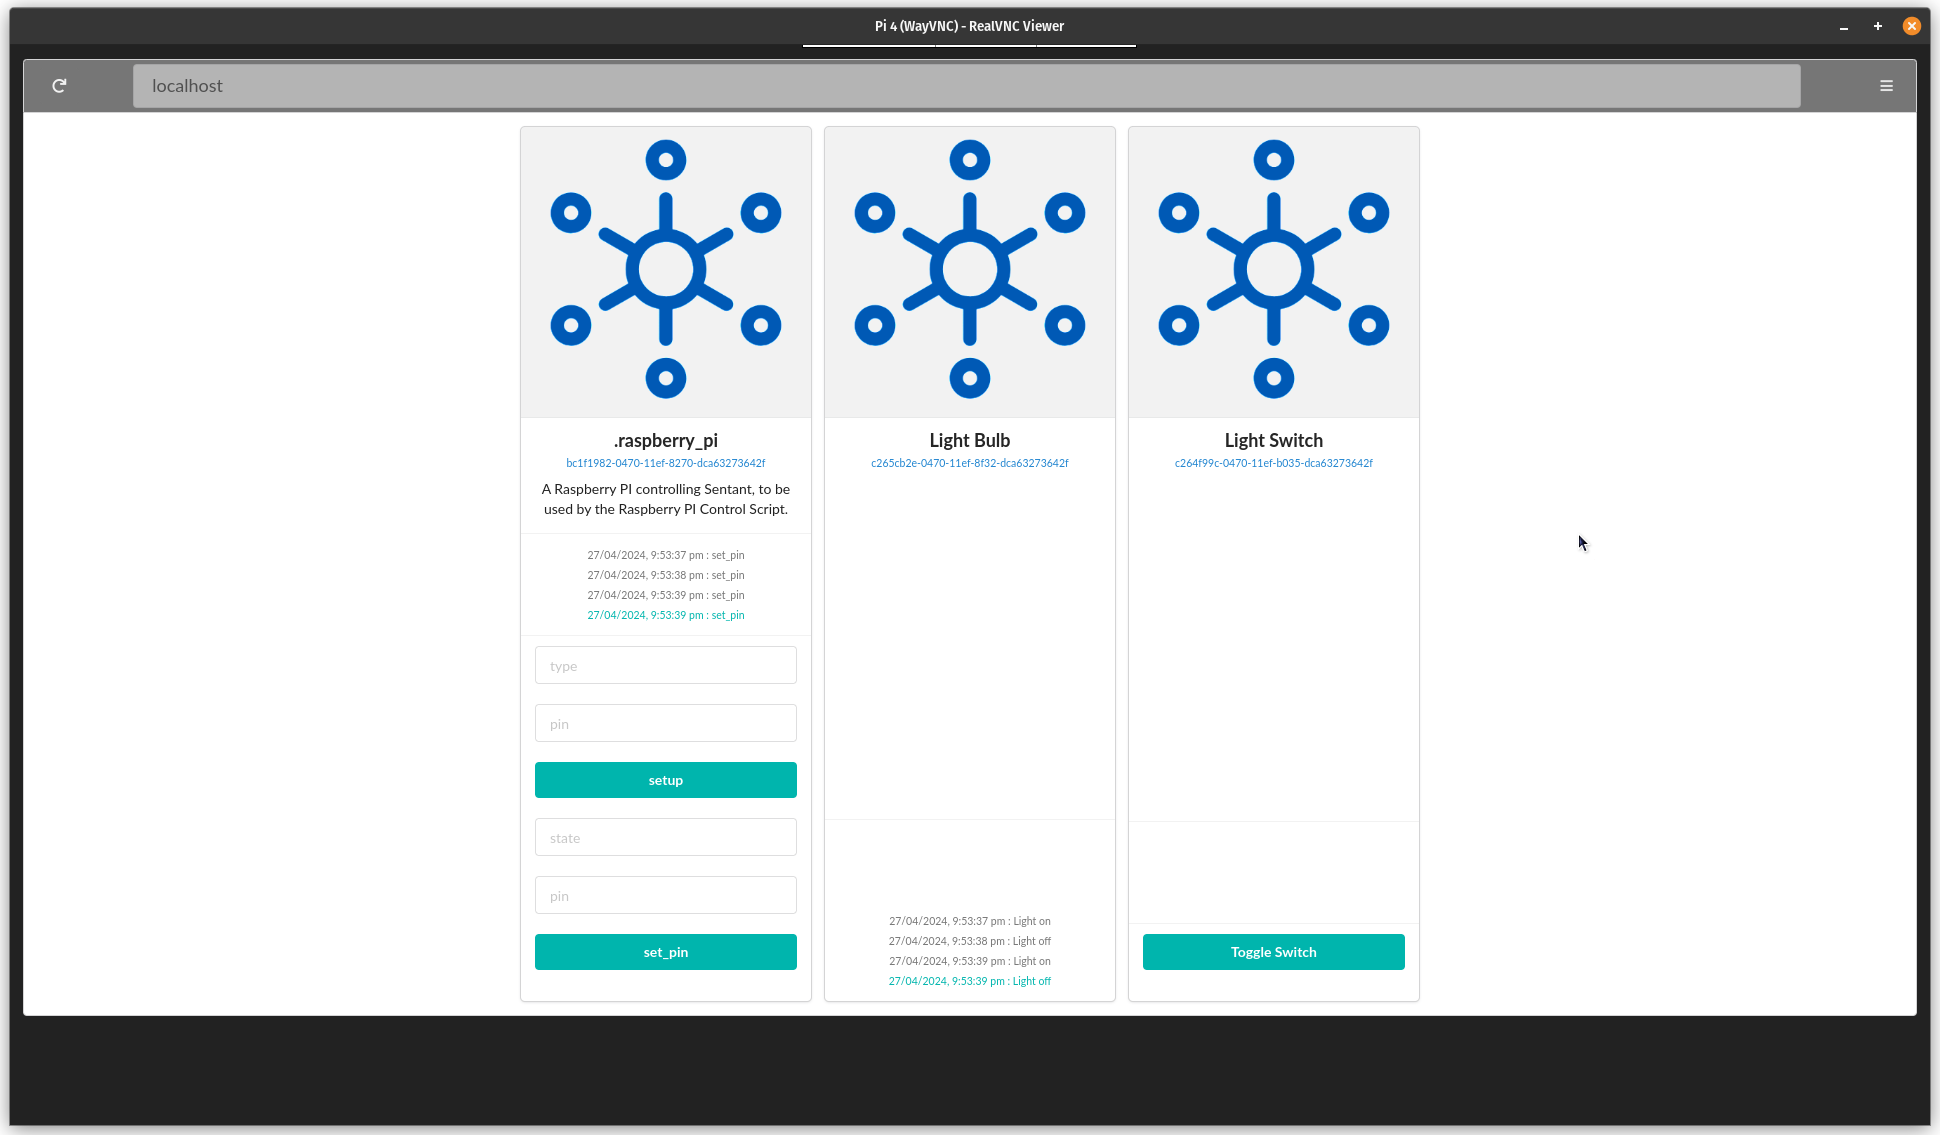 Pi 4 (WayVNC) - RealVNC Viewer
localhost
.raspberry_pi
bc1f1982-0470-11ef-8270-dca63273642f
A Raspberry PI controlling Sentant, to be
used by the Raspberry PI Control Script.
27/04/2024, 9:53:37 pm : set_pin
27/04/2024, 9:53:38 pm : set_pin
27/04/2024, 9:53:39 pm : set_pin
27/04/2024, 9:53:39 pm : set_pin
type
pin
setup
state
pin
set_pin
Light Bulb
c265cb2e-0470-11ef-8f32-dca63273642f
27/04/2024, 9:53:37 pm : Light on
27/04/2024, 9:53:38 pm : Light off
27/04/2024, 9:53:39 pm : Light on
27/04/2024, 9:53:39 pm : Light off
Light Switch
c264f99c-0470-11ef-b035-dca63273642f
Toggle Switch